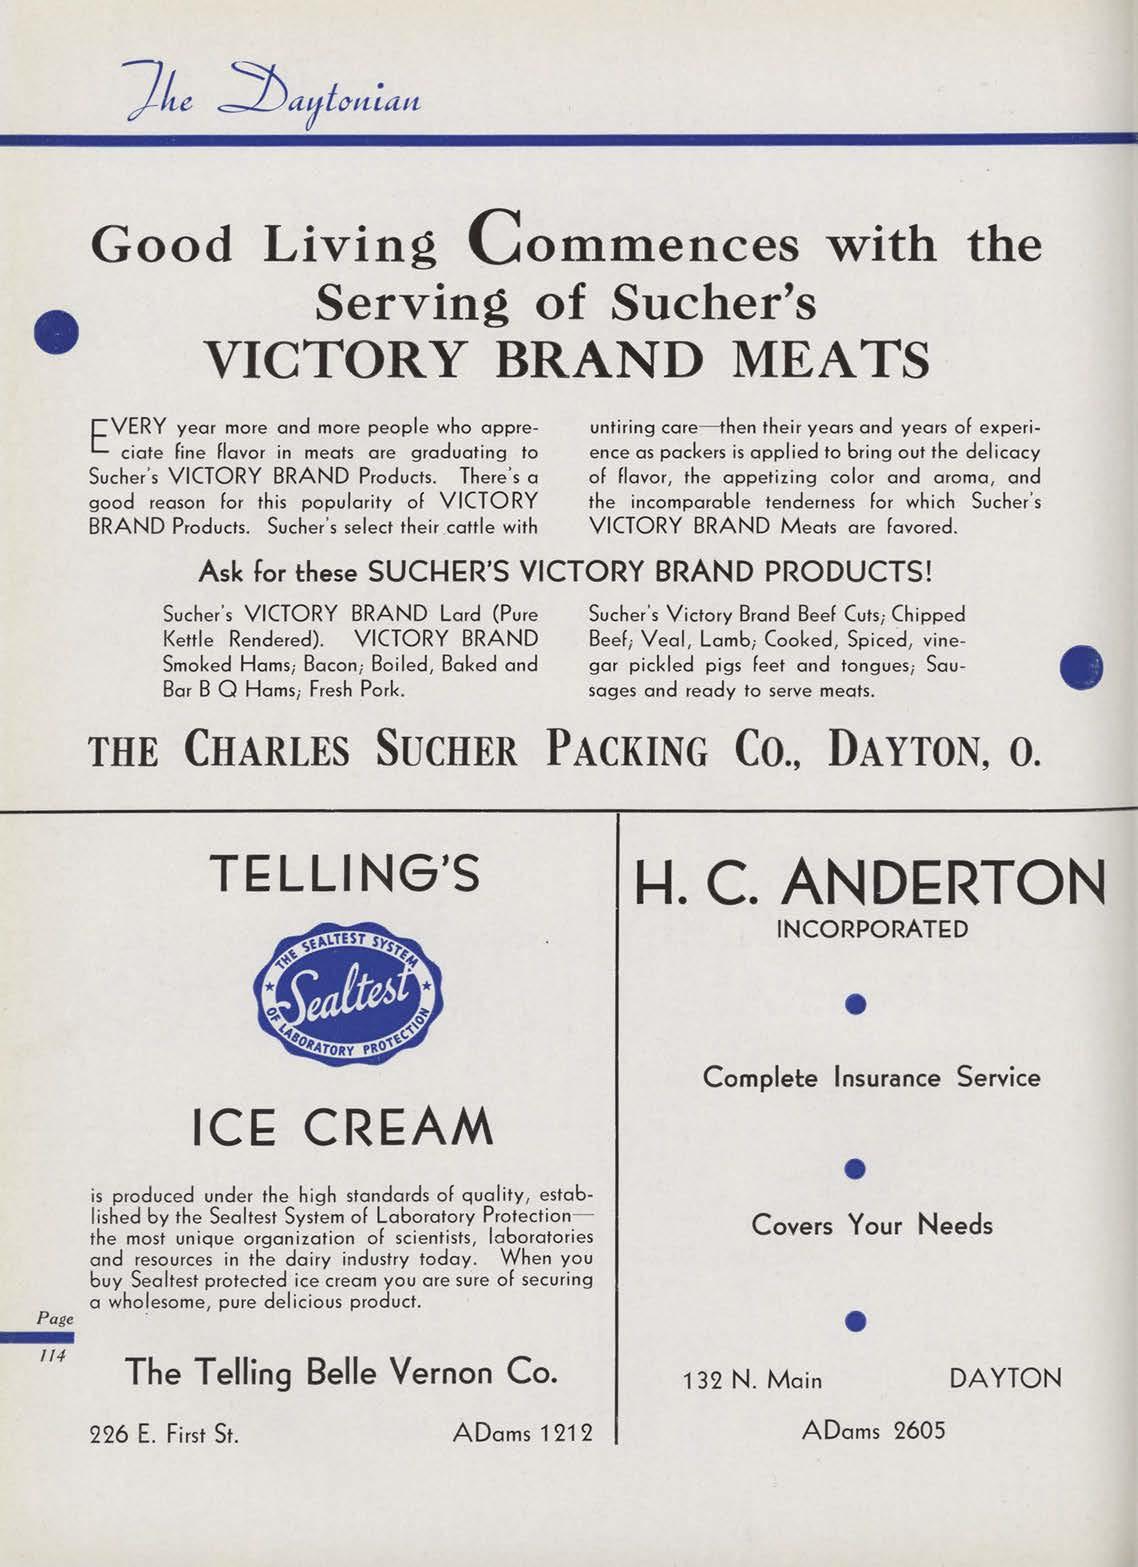 The Daytonian
Good Living Commences with the
Serving of Sucher's
VICTORY BRAND MEATS
EVERY year more and more people who appre-
ciate fine flavor in meats are graduating to
Sucher's VICTORY BRAND Products. There's a
good reason for this popularity of VICTORY
BRAND Products. Sucher's select their cattle with
untiring care—then their years and years of experi-
ence as packers is applied to bring out the delicacy
of flavor, the appetizing color and aroma, and
the incomparable tenderness for which Sucher's
VICTORY BRAND Meats are favored.
Ask for these SUCHER'S VICTORY BRAND PRODUCTS!
Sucher's VICTORY BRAND Lard (Pure
Kettle Rendered). VICTORY BRAND
Smoked Hams; Bacon; Boiled, Baked and
Bar B Q Hams; Fresh Pork.
Sucher's Victory Brand Beef Cuts; Chipped
Beef; Veal, Lamb; Cooked, Spiced, vine-
gar pickled pigs feet and tongues; Sau-
sages and ready to serve meats.
THE CHARLES SUCHER PACKING CO., DAYTON, O.
TELLING'S
THE SEALTEST SYSTEM
Sealtest
OF LABORATORY PROTECTION
ICE CREAM
is produced under the high standards of quality, estab-
lished by the Sealtest System of Laboratory Protection—
the most unique organization of scientists, laboratories
and resources in the dairy industry today. When you
buy Sealtest protected ice cream you are sure of securing
a wholesome, pure delicious product.
The Telling Belle Vernon Co.
226 E. First St. ADams 1212
H. C. ANDERTON
INCORPORATED
Complete Insurance Service
Covers Your Needs
132 N. Main DAYTON
ADams 2605
Page
114